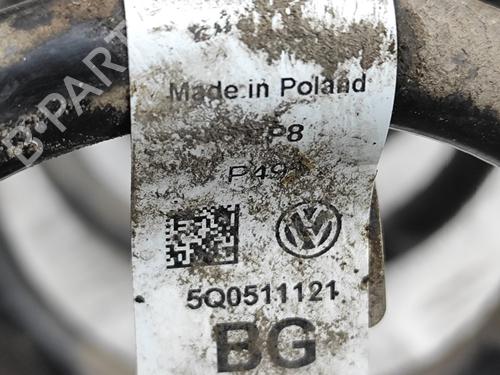 B-PARTS
Made in Poland
P8
P49
5Q0511121
BG